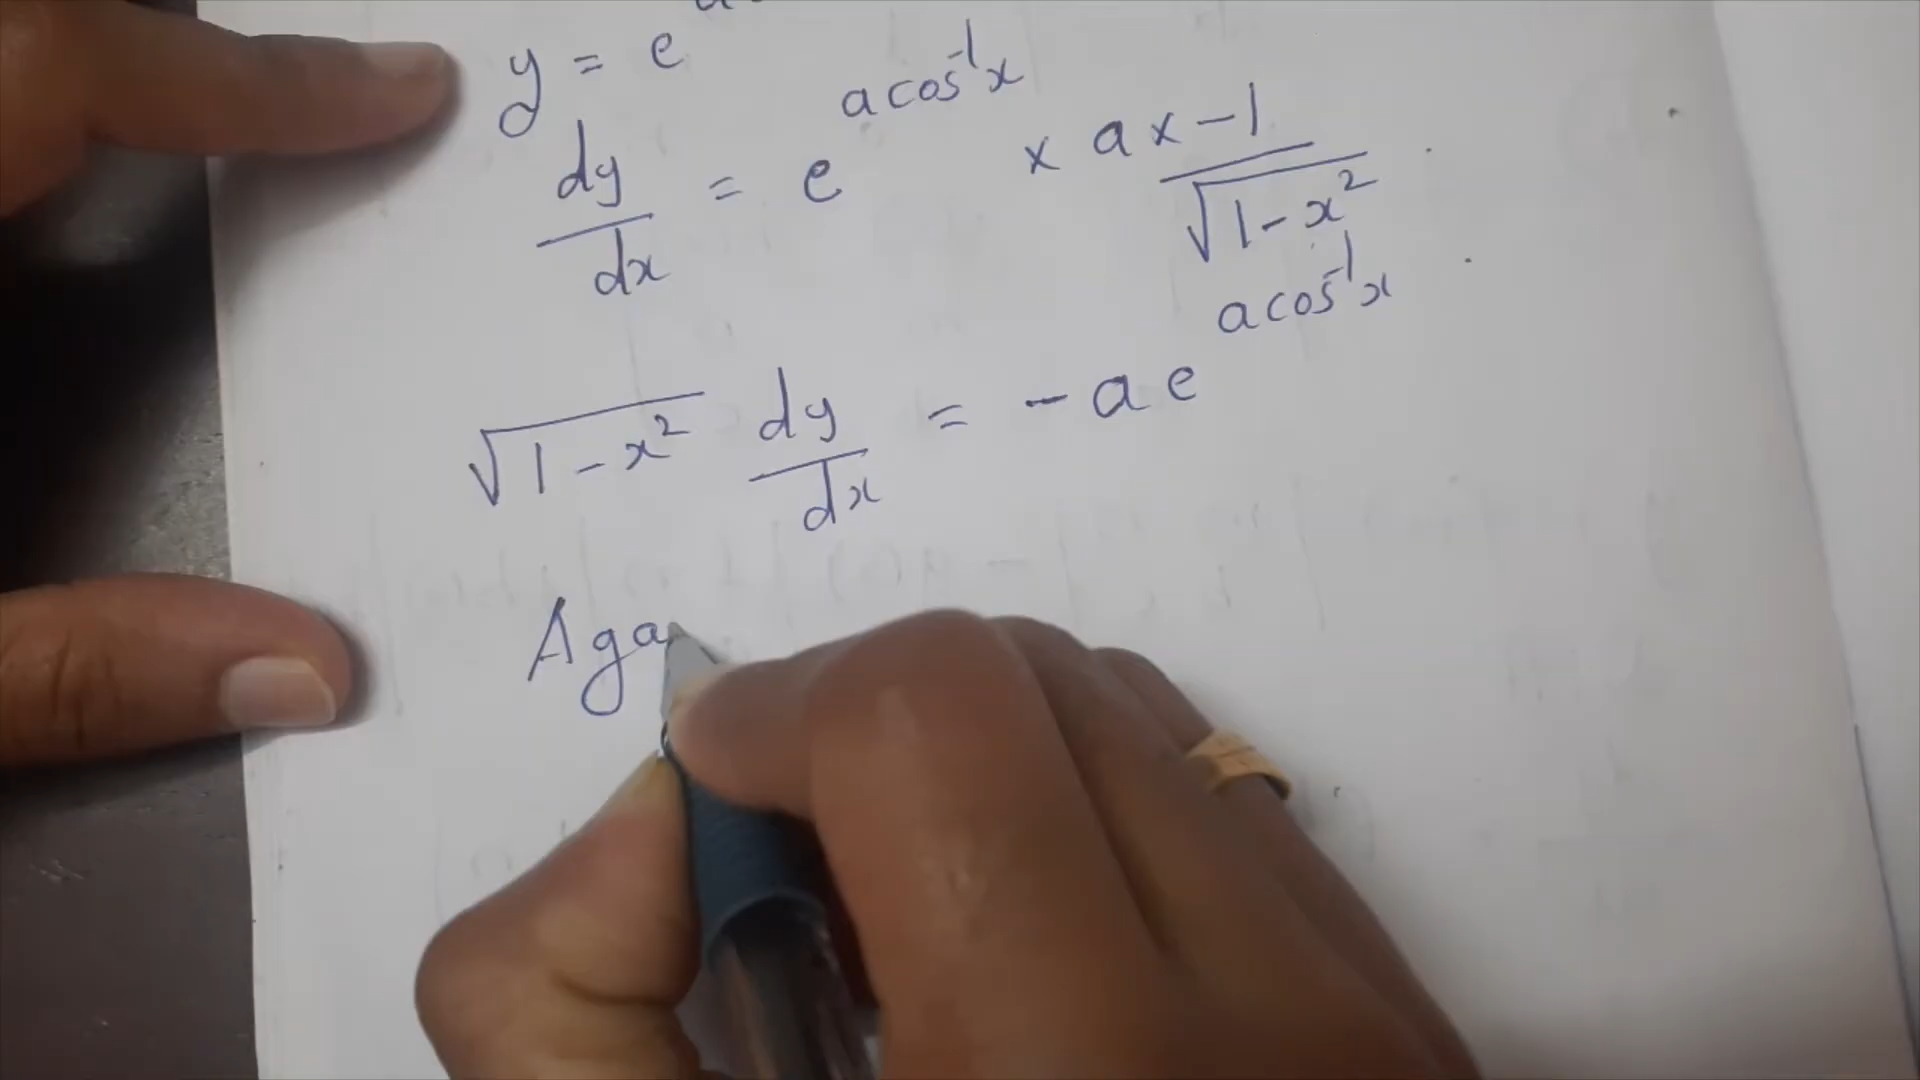 y = e
dy/dx = e^(a cos⁻¹x) × a × -1/√(1-x²)
√(1-x²) dy/dx = -a e^(a cos⁻¹x)
Aga